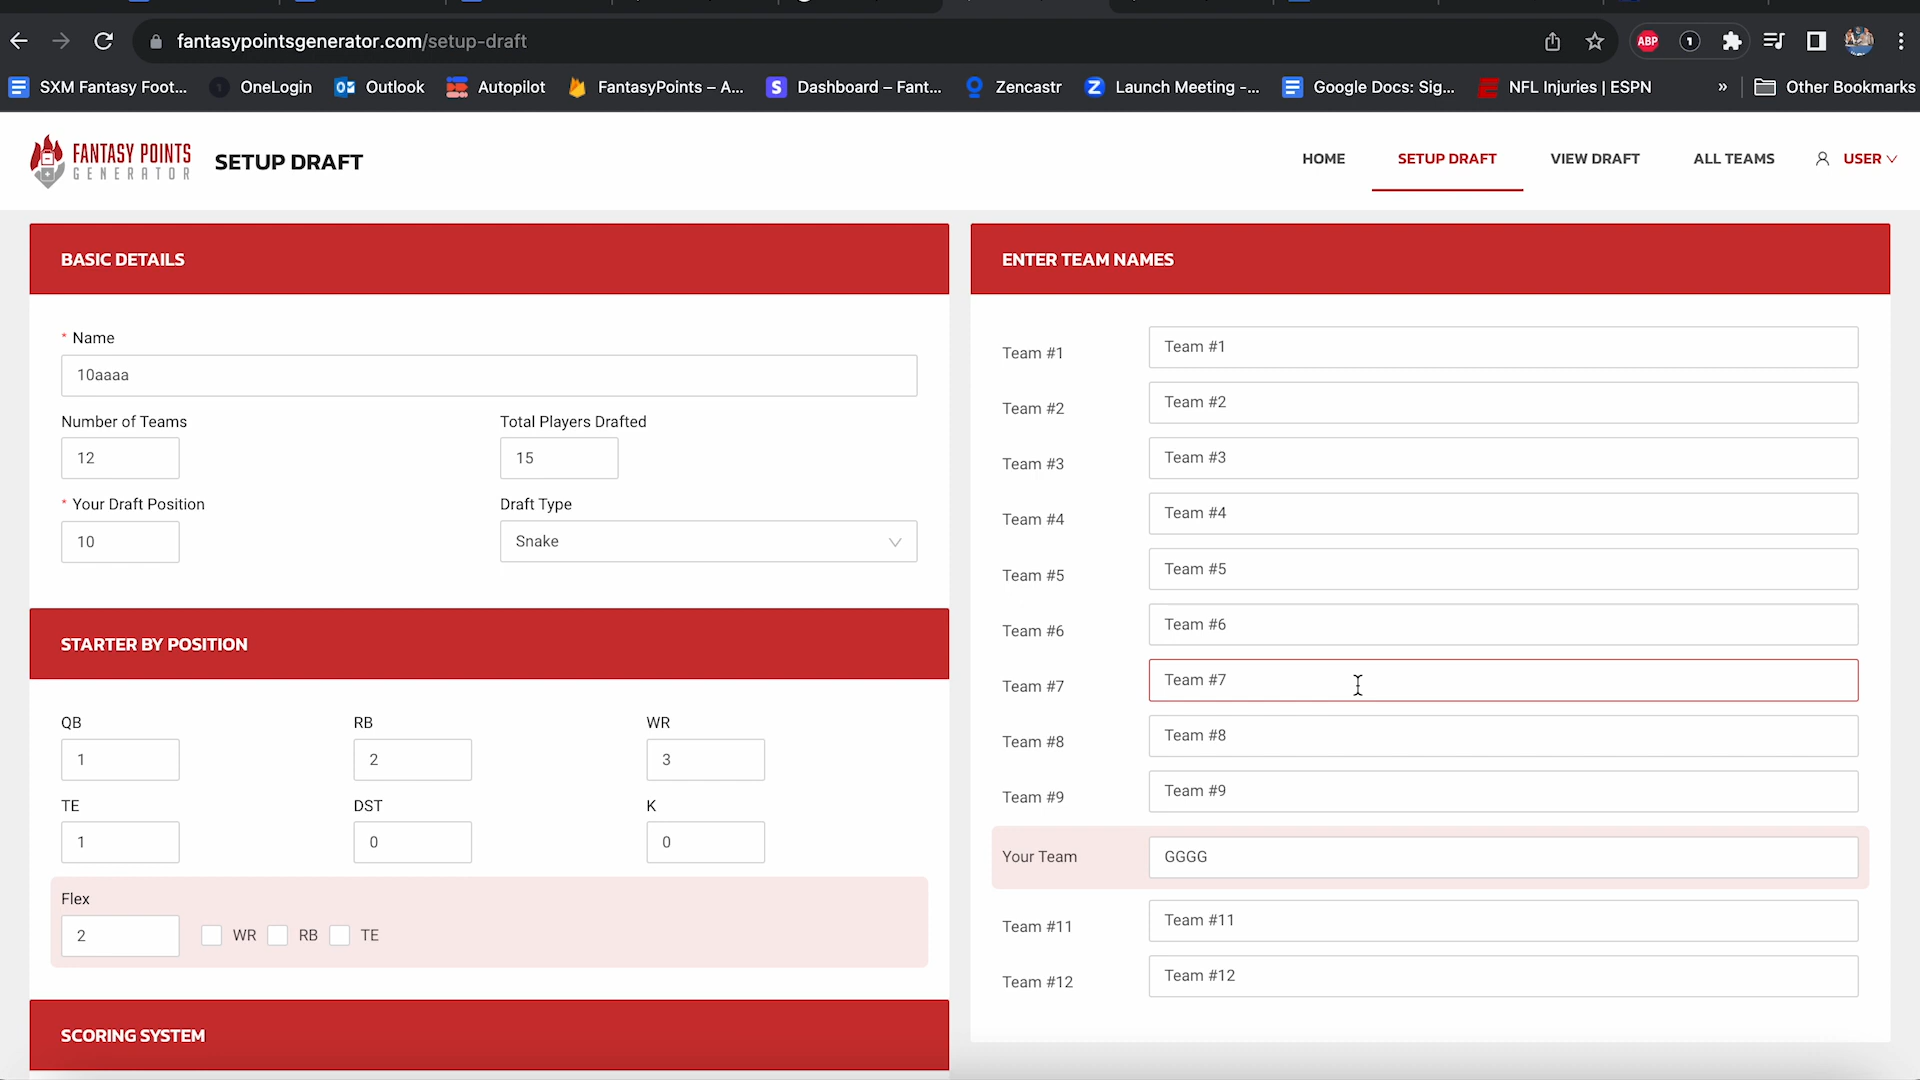 fantasypointsgenerator.com/setup-draft
ABP
SXM Fantasy Foot...
OneLogin
Outlook
Autopilot
FantasyPoints – A...
Dashboard – Fant...
Zencastr
Launch Meeting -...
Google Docs: Sig...
NFL Injuries | ESPN
»
Other Bookmarks
FANTASY POINTS
GENERATOR
SETUP DRAFT
HOME
SETUP DRAFT
VIEW DRAFT
ALL TEAMS
USER
BASIC DETAILS
* Name
10aaaa
Number of Teams
Total Players Drafted
12
15
* Your Draft Position
Draft Type
10
Snake
STARTER BY POSITION
QB
RB
WR
1
2
3
TE
DST
K
1
0
0
Flex
2
WR
RB
TE
SCORING SYSTEM
ENTER TEAM NAMES
Team #1
Team #1
Team #2
Team #2
Team #3
Team #3
Team #4
Team #4
Team #5
Team #5
Team #6
Team #6
Team #7
Team #7
Team #8
Team #8
Team #9
Team #9
Your Team
GGGG
Team #11
Team #11
Team #12
Team #12